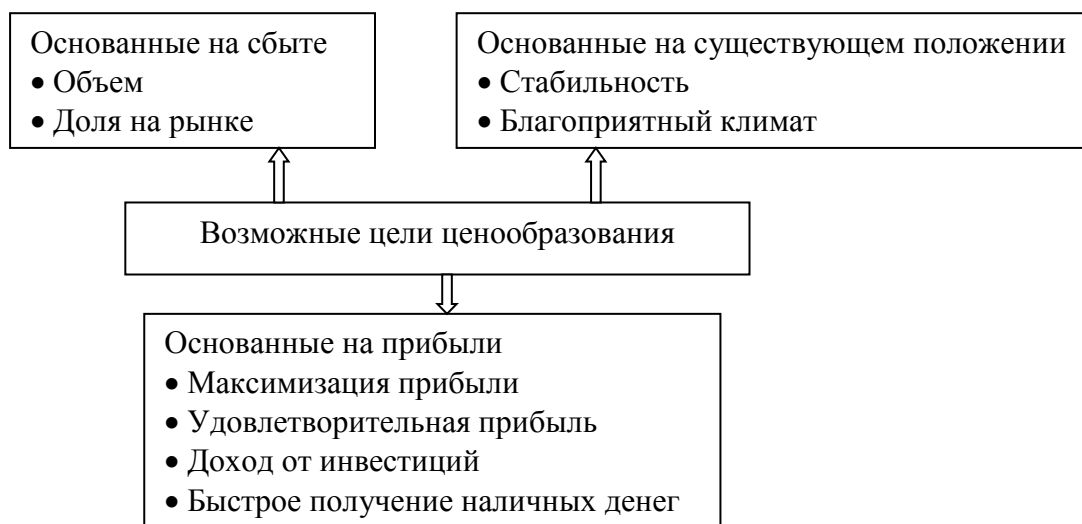 Основанные на сбыте
• Объем
• Доля на рынке
Основанные на существующем положении
• Стабильность
• Благоприятный климат
Возможные цели ценообразования
Основанные на прибыли
• Максимизация прибыли
• Удовлетворительная прибыль
• Доход от инвестиций
• Быстрое получение наличных денег